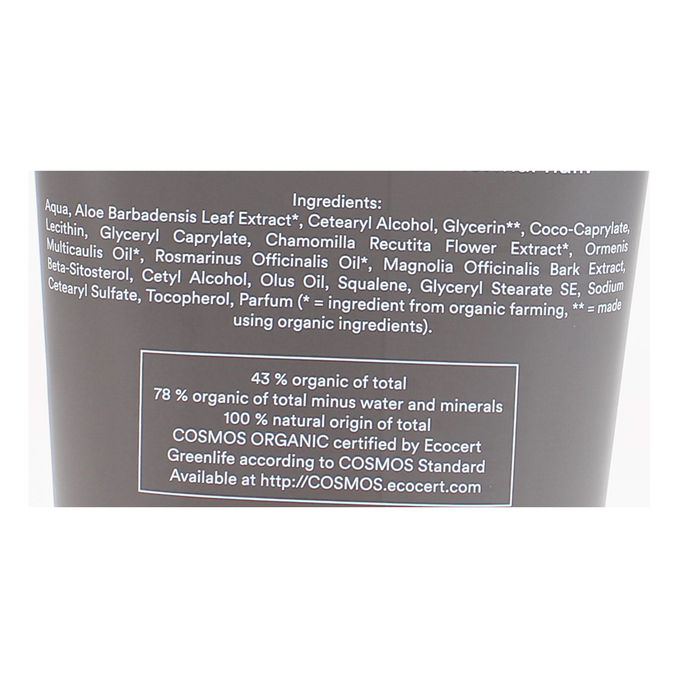 Ingredients:
Aqua, Aloe Barbadensis Leaf Extract*, Cetearyl Alcohol, Glycerin**, Coco-Caprylate,
Lecithin, Glyceryl Caprylate, Chamomilla Recutita Flower Extract*, Ormenis
Multicaulis Oil*, Rosmarinus Officinalis Oil*, Magnolia Officinalis Bark Extract,
Beta-Sitosterol, Cetyl Alcohol, Olus Oil, Squalene, Glyceryl Stearate SE, Sodium
Cetearyl Sulfate, Tocopherol, Parfum (* = ingredient from organic farming, ** = made
using organic ingredients).
43 % organic of total
78 % organic of total minus water and minerals
100 % natural origin of total
COSMOS ORGANIC certified by Ecocert
Greenlife according to COSMOS Standard
Available at http://COSMOS.ecocert.com